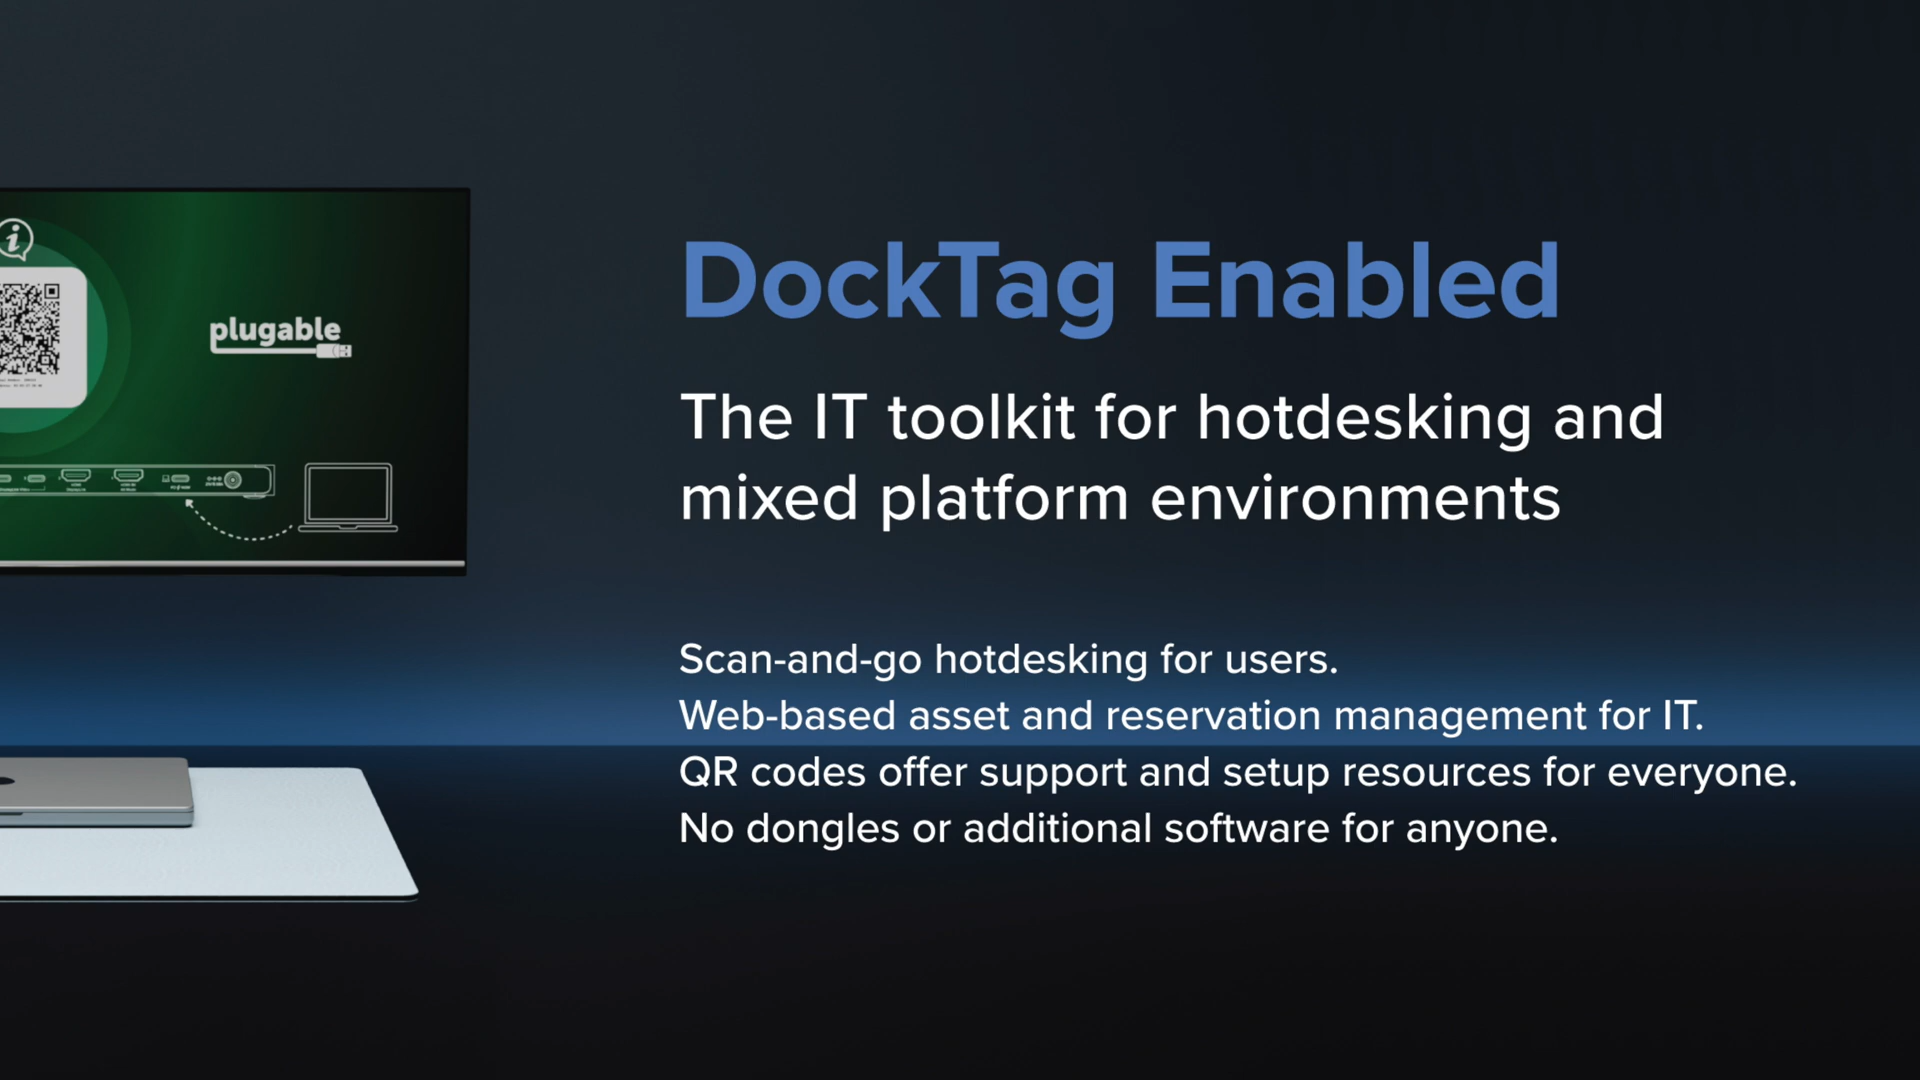 plugable
DockTag Enabled
The IT toolkit for hotdesking and
mixed platform environments
Scan-and-go hotdesking for users.
Web-based asset and reservation management for IT.
QR codes offer support and setup resources for everyone.
No dongles or additional software for anyone.